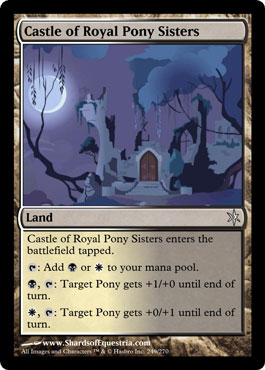 Castle of Royal Pony Sisters
Land
Castle of Royal Pony Sisters enters the
battlefield tapped.
: Add or to your mana pool.
, : Target Pony gets +1/+0 until end of
turn.
, : Target Pony gets +0/+1 until end of
turn.
www.ShardsofEquestria.com
All Images and Characters ™ & © Hasbro Inc. 246/270